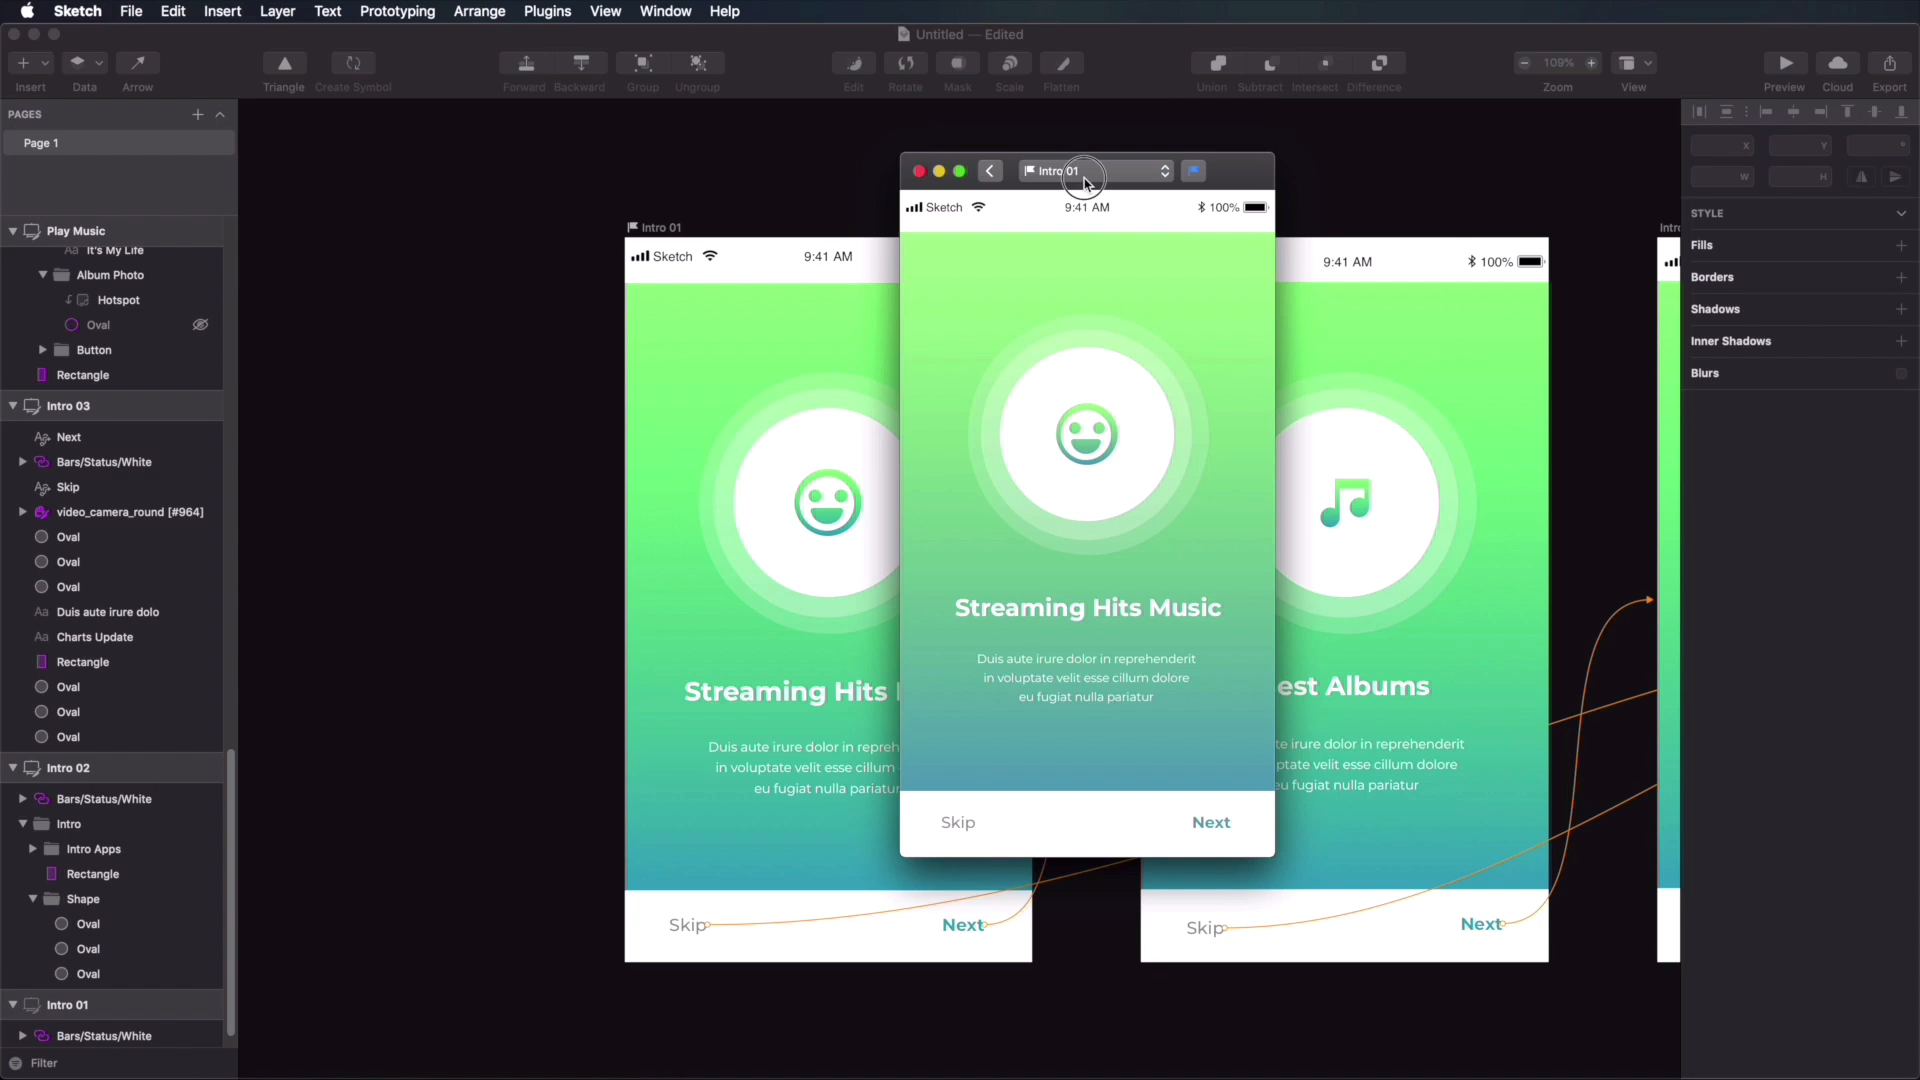 Sketch File Edit Insert Layer Text Prototyping Arrange Plugins View Window Help
Untitled — Edited
109%
Insert Data Arrow Triangle Create Symbol Forward Backward Group Ungroup Edit Rotate Mask Scale Flatten Union Subtract Intersect Difference Zoom View Preview Cloud Export
PAGES
Page 1
Play Music
Aa It's My Life
Album Photo
Hotspot
Oval
Button
Rectangle
Intro 03
Next
Bars/Status/White
Skip
video_camera_round [#964]
Oval
Oval
Oval
Aa Duis aute irure dolo
Aa Charts Update
Rectangle
Oval
Oval
Oval
Intro 02
Bars/Status/White
Intro
Intro Apps
Rectangle
Shape
Oval
Oval
Oval
Intro 01
Bars/Status/White
Filter
Intro 01
Sketch 9:41 AM
Streaming Hits
Duis aute irure dolor in repreh
in voluptate velit esse cillum
eu fugiat nulla pariatur
Skip Next
Intro 01
Sketch 9:41 AM 100%
Streaming Hits Music
Duis aute irure dolor in reprehenderit
in voluptate velit esse cillum dolore
eu fugiat nulla pariatur
Skip Next
9:41 AM 100%
est Albums
te irure dolor in reprehenderit
ptate velit esse cillum dolore
eu fugiat nulla pariatur
Skip Next
Intro
X Y °
W H
STYLE
Fills
Borders
Shadows
Inner Shadows
Blurs